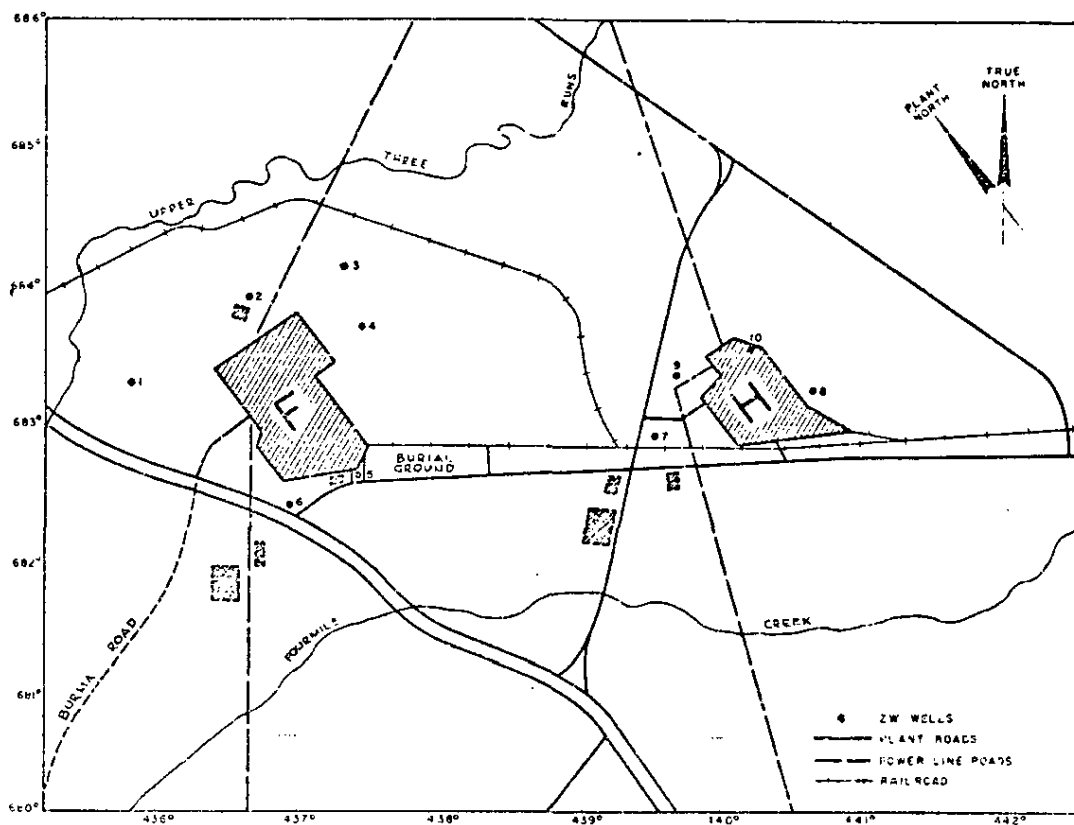 686°
685°
684°
683°
682°
681°
680°
436°
437°
438°
439°
440°
441°
442°
TRUE
NORTH
PLANT
NORTH
UPPER
THREE
RUNS
3
2
4
1
F
10
9
8
H
7
BURIAL
GROUND
5
6
BURMA ROAD
FOURMILE
CREEK
ZW WELLS
PLANT ROADS
POWER LINE ROADS
RAILROAD